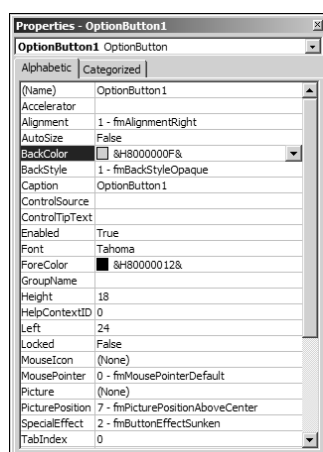 Properties - OptionButton1
OptionButton1 OptionButton
Alphabetic Categorized
(Name) OptionButton1
Accelerator
Alignment 1 - fmAlignmentRight
AutoSize False
BackColor &H8000000F&
BackStyle 1 - fmBackStyleOpaque
Caption OptionButton1
ControlSource
ControlTipText
Enabled True
Font Tahoma
ForeColor &H80000012&
GroupName
Height 18
HelpContextID 0
Left 24
Locked False
MouseIcon (None)
MousePointer 0 - fmMousePointerDefault
Picture (None)
PicturePosition 7 - fmPicturePositionAboveCenter
SpecialEffect 2 - fmButtonEffectSunken
TabIndex 0